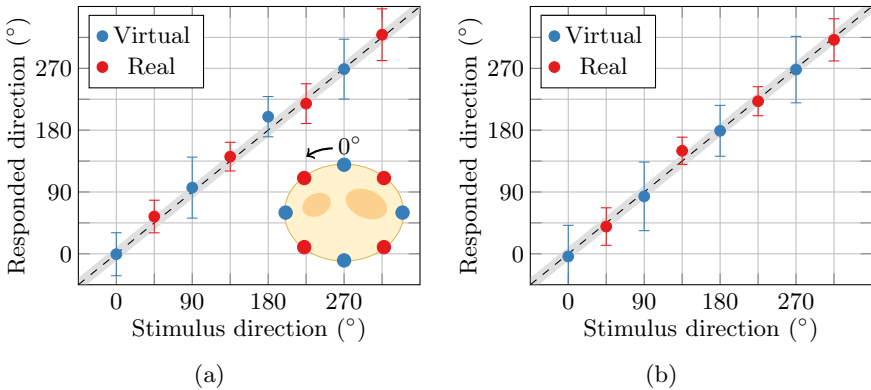 Virtual
Real
0°
Responded direction (°)
270
180
90
0
0
90
180
270
Stimulus direction (°)
(a)
Virtual
Real
Responded direction (°)
270
180
90
0
0
90
180
270
Stimulus direction (°)
(b)